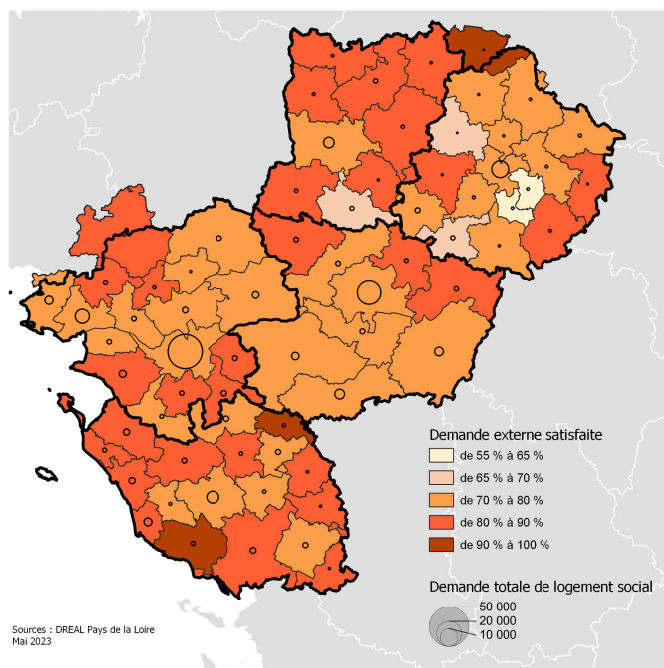 Demande externe satisfaite
de 55 % à 65 %
de 65 % à 70 %
de 70 % à 80 %
de 80 % à 90 %
de 90 % à 100 %
Demande totale de logement social
50 000
20 000
10 000
Sources : DREAL Pays de la Loire
Mai 2023